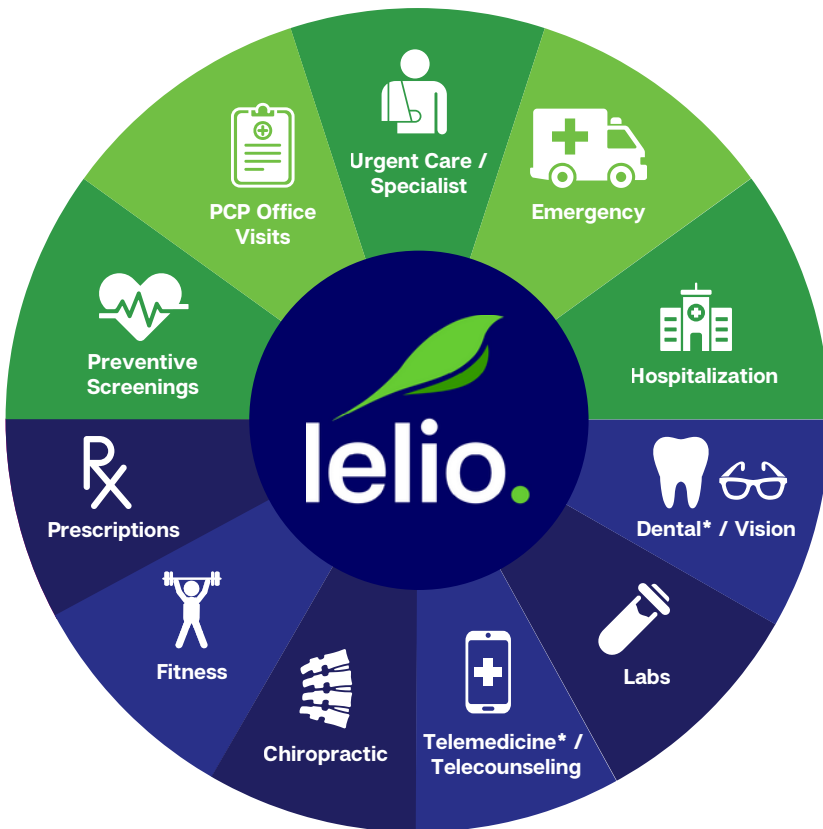 Urgent Care /
Specialist
PCP Office
Visits
Emergency
Preventive
Screenings
Hospitalization
lelio.
Rx
Prescriptions
Dental* / Vision
Fitness
Labs
Chiropractic
Telemedicine* /
Telecounseling